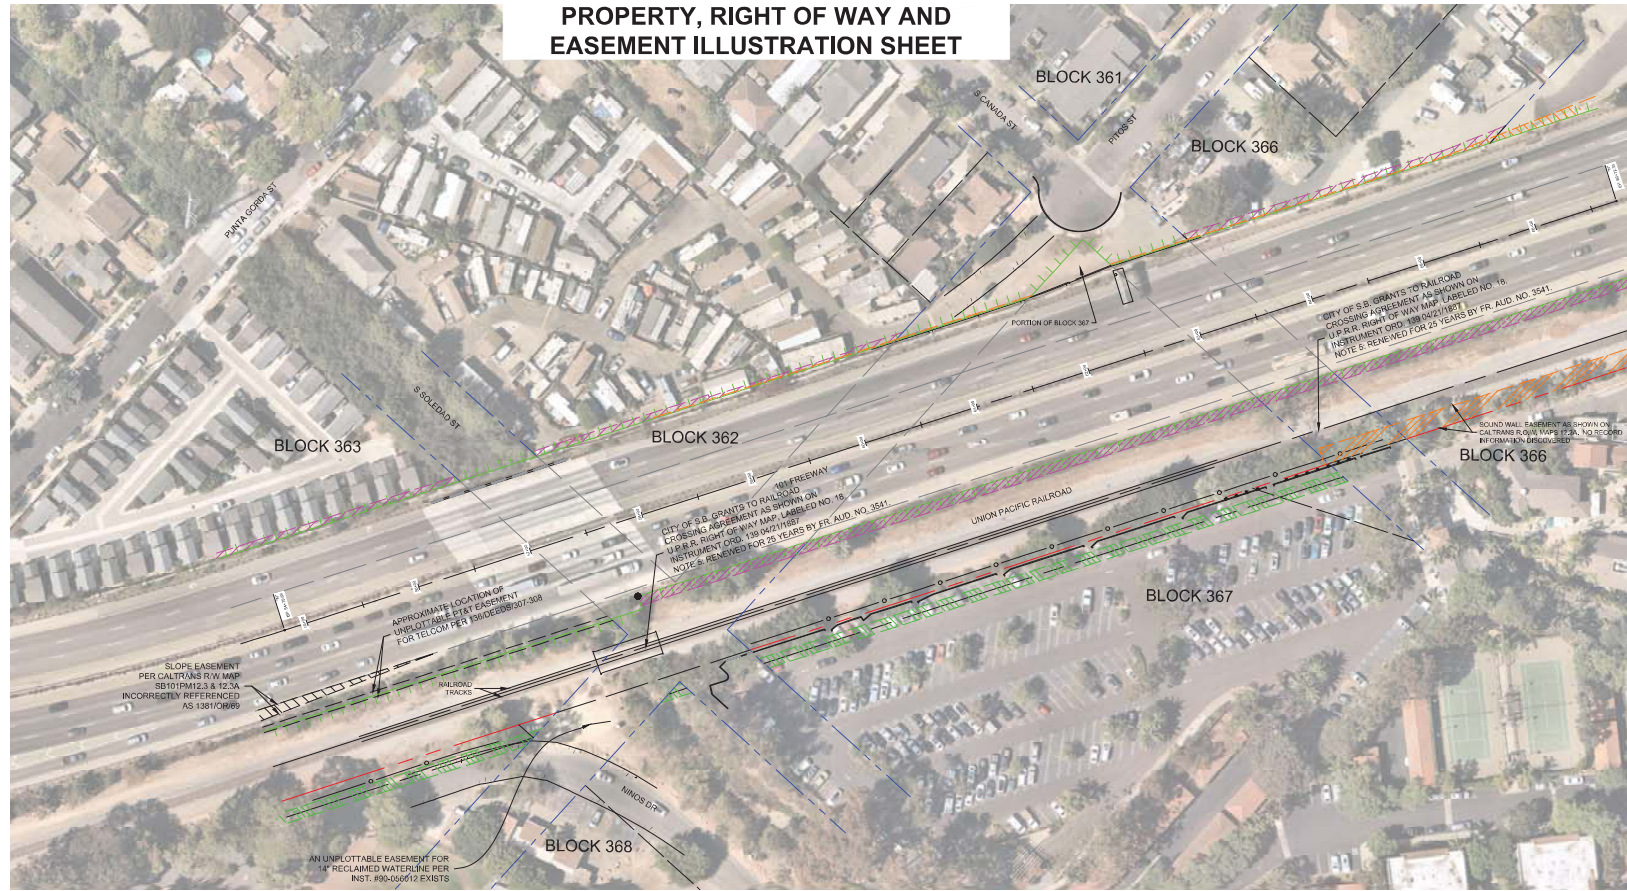 PROPERTY, RIGHT OF WAY AND
EASEMENT ILLUSTRATION SHEET
BLOCK 361
S CANADA ST
PITOS ST
BLOCK 366
PUNTA GORDA ST
PORTION OF BLOCK 367
CITY OF S.B. GRANTS TO RAILROAD
CROSSING AGREEMENT AS SHOWN ON
U.P.R.R. RIGHT OF WAY MAP, LABELED NO. 18,
INSTRUMENT ORD. 139 04/21/1887
NOTE 5: RENEWED FOR 25 YEARS BY FR. AUD. NO. 3541.
S SOLEDAD ST
BLOCK 363
BLOCK 362
SOUND WALL EASEMENT AS SHOWN ON
CALTRANS R.O.W. MAPS 12.3A, NO RECORD
INFORMATION DISCOVERED
BLOCK 366
101 FREEWAY
CITY OF S.B. GRANTS TO RAILROAD
CROSSING AGREEMENT AS SHOWN ON
U.P.R.R. RIGHT OF WAY MAP, LABELED NO. 18,
INSTRUMENT ORD. 139 04/21/1887
NOTE 5: RENEWED FOR 25 YEARS BY FR. AUD. NO. 3541.
UNION PACIFIC RAILROAD
BLOCK 367
APPROXIMATE LOCATION OF
UNPLOTTABLE PT&T EASEMENT
FOR TELCOM PER 136/DEEDS/307-308
SLOPE EASEMENT
PER CALTRANS R/W MAP
SB101PM12.3 & 12.3A
INCORRECTLY REFERENCED
AS 1381/OR/69
RAILROAD
TRACKS
NINOS DR
BLOCK 368
AN UNPLOTTABLE EASEMENT FOR
14" RECLAIMED WATERLINE PER
INST. #90-056012 EXISTS